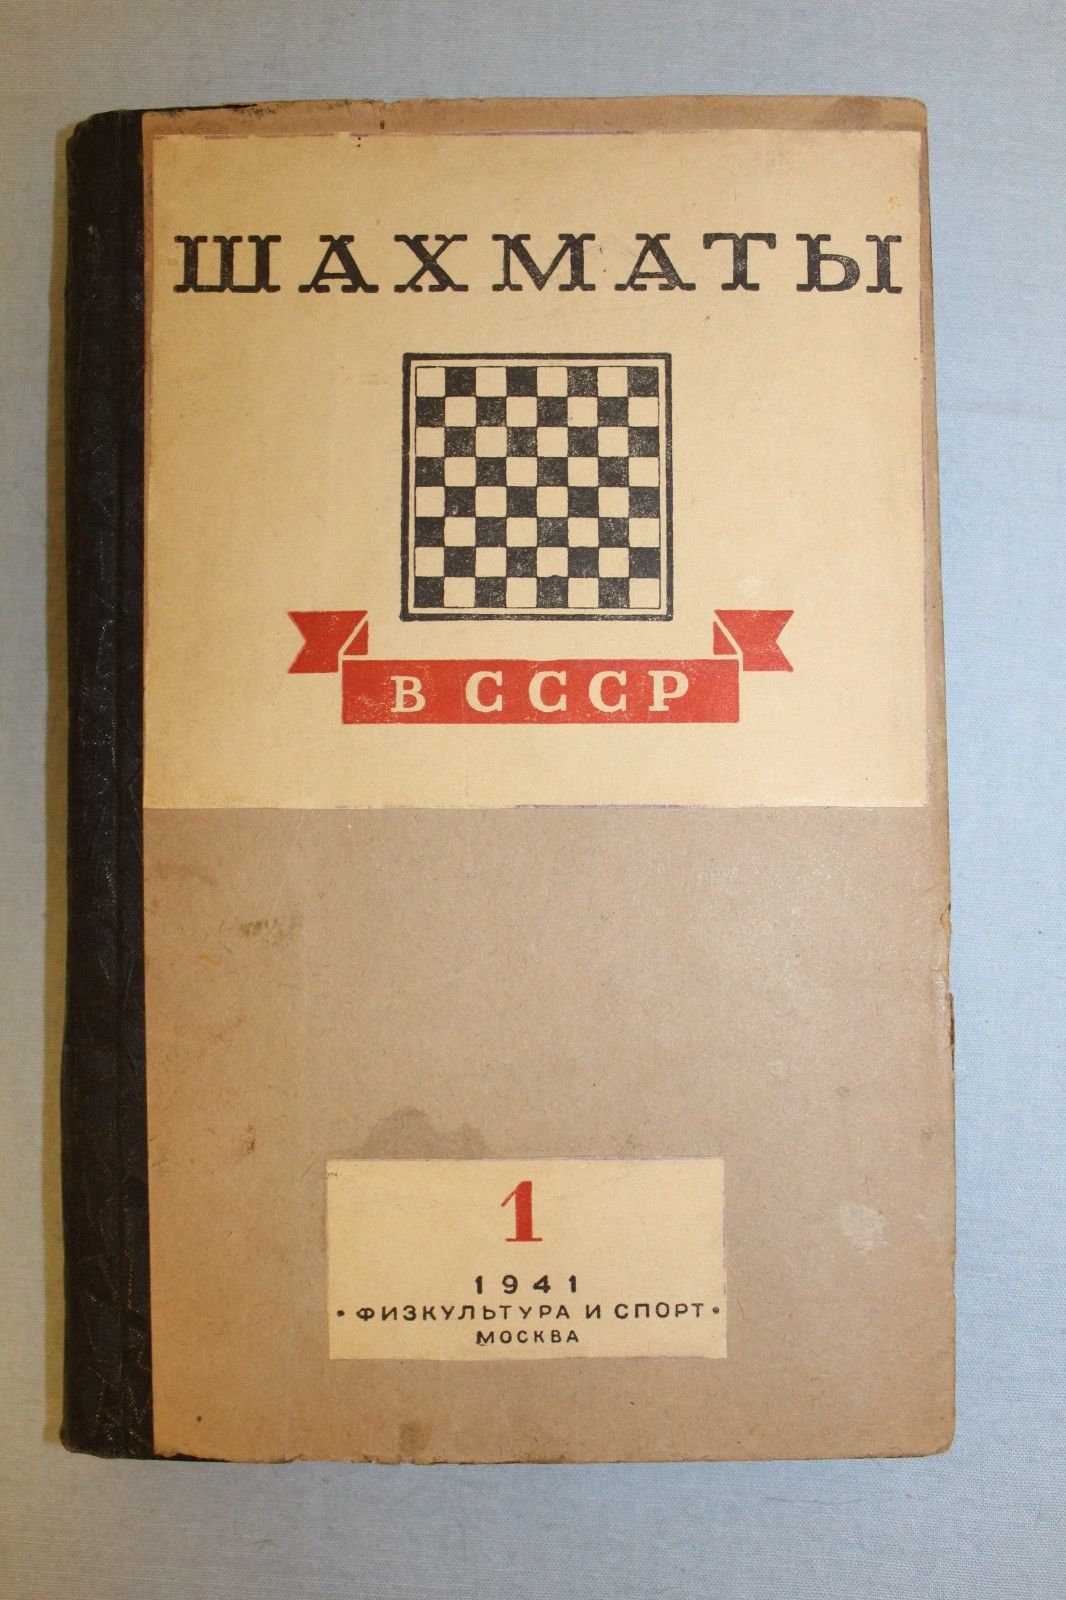 ШАХМАТЫ
В СССР
1
1941
• ФИЗКУЛЬТУРА И СПОРТ •
МОСКВА